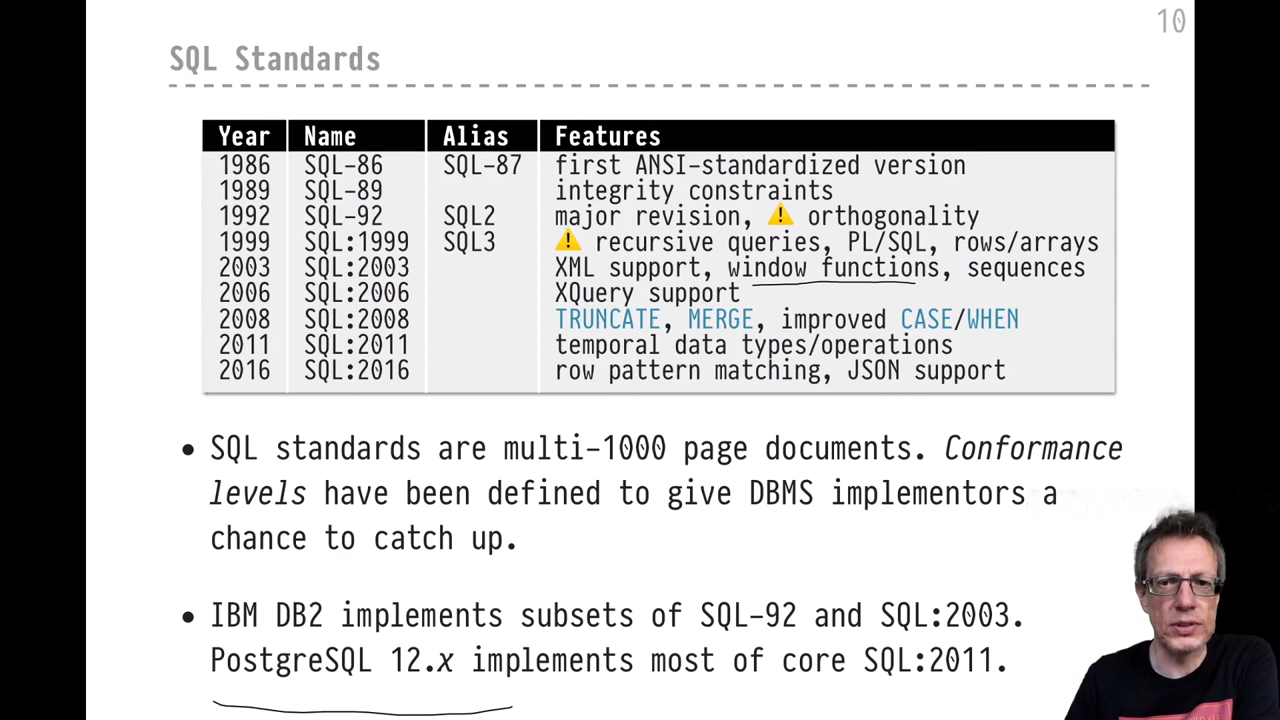 10
SQL Standards
Year Name Alias Features
1986 SQL-86 SQL-87 first ANSI-standardized version
1989 SQL-89 integrity constraints
1992 SQL-92 SQL2 major revision, ⚠ orthogonality
1999 SQL:1999 SQL3 ⚠ recursive queries, PL/SQL, rows/arrays
2003 SQL:2003 XML support, window functions, sequences
2006 SQL:2006 XQuery support
2008 SQL:2008 TRUNCATE, MERGE, improved CASE/WHEN
2011 SQL:2011 temporal data types/operations
2016 SQL:2016 row pattern matching, JSON support
• SQL standards are multi-1000 page documents. Conformance
levels have been defined to give DBMS implementors a
chance to catch up.
• IBM DB2 implements subsets of SQL-92 and SQL:2003.
PostgreSQL 12.x implements most of core SQL:2011.